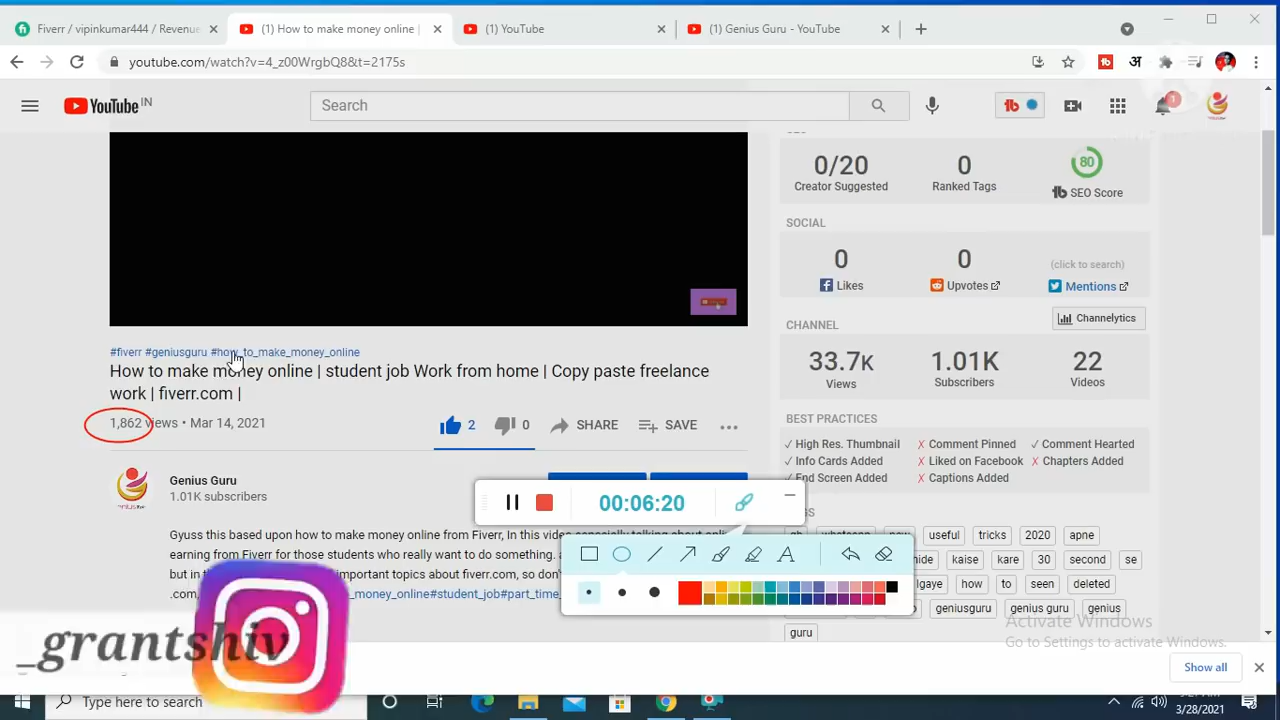 Fiverr / vipinkumar444 / Revenue
(1) How to make money online |
(1) YouTube
(1) Genius Guru - YouTube
youtube.com/watch?v=4_z00WrgbQ8&t=2175s
अ
YouTube IN
Search
1
0/20
Creator Suggested
0
Ranked Tags
80
SEO Score
SOCIAL
0
Likes
0
Upvotes
(click to search)
Mentions
Channelytics
CHANNEL
33.7K
Views
1.01K
Subscribers
22
Videos
BEST PRACTICES
High Res. Thumbnail
Comment Pinned
Comment Hearted
Info Cards Added
Liked on Facebook
Chapters Added
End Screen Added
Captions Added
#fiverr #geniusguru #how_to_make_money_online
How to make money online | student job Work from home | Copy paste freelance
work | fiverr.com |
1,862 views • Mar 14, 2021
2
0
SHARE
SAVE
Genius Guru
1.01K subscribers
00:06:20
A
Gyuss this based upon how to make money online from Fiverr, In this video especially talking about
earning from Fiverr for those students who really want to do something.
but in important topics about fiverr.com, so
.com, _money_online#student_job#part_time
useful tricks 2020 apne
kaise kare 30 second se
how to seen deleted
geniusguru genius guru genius
guru
Activate Windows
Go to Settings to activate Windows.
_grantshiv
Show all
Type here to search
3/28/2021